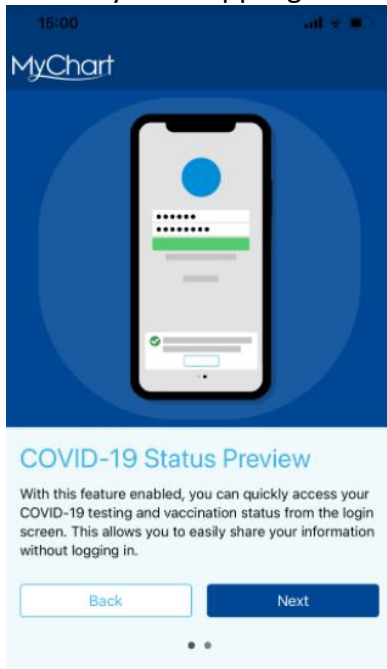 15:00
MyChart
COVID-19 Status Preview
With this feature enabled, you can quickly access your
COVID-19 testing and vaccination status from the login
screen. This allows you to easily share your information
without logging in.
Back
Next